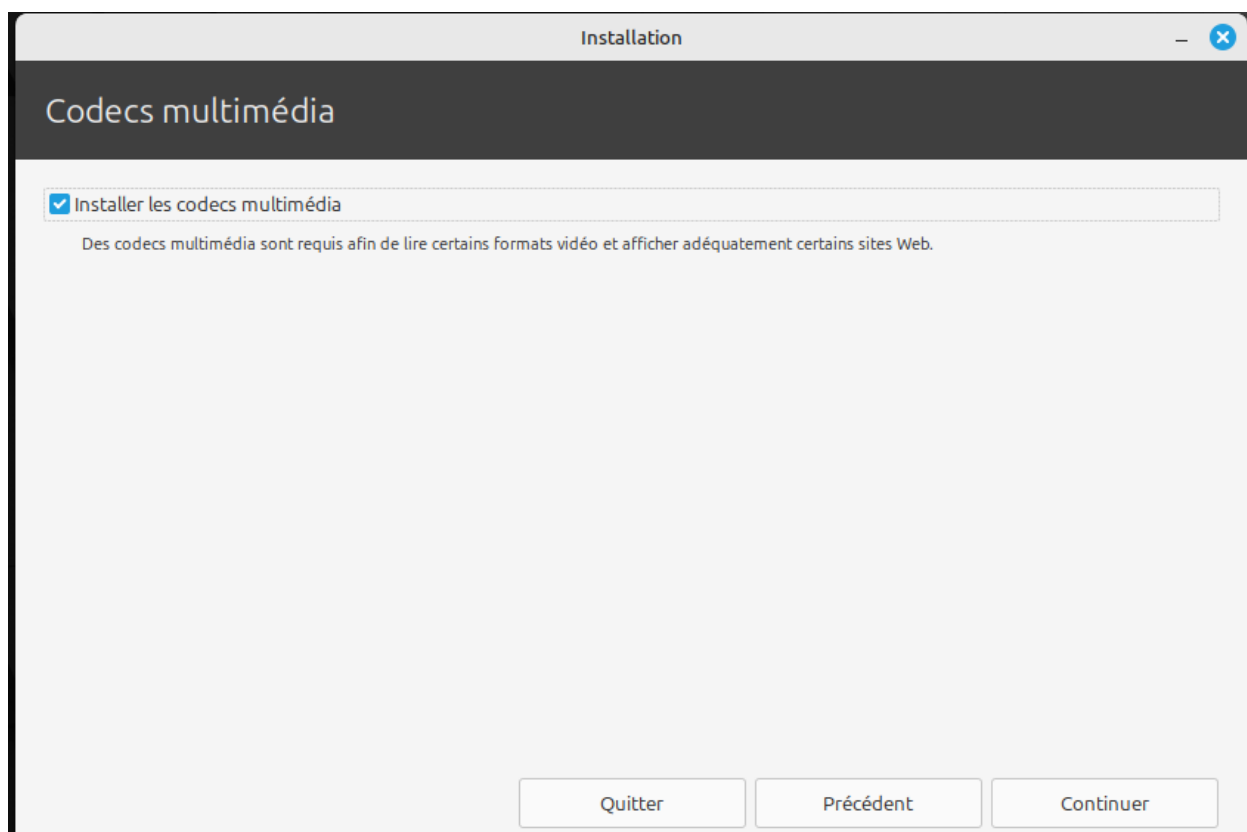 Installation
Codecs multimédia
Installer les codecs multimédia
Des codecs multimédia sont requis afin de lire certains formats vidéo et afficher adéquatement certains sites Web.
Quitter
Précédent
Continuer